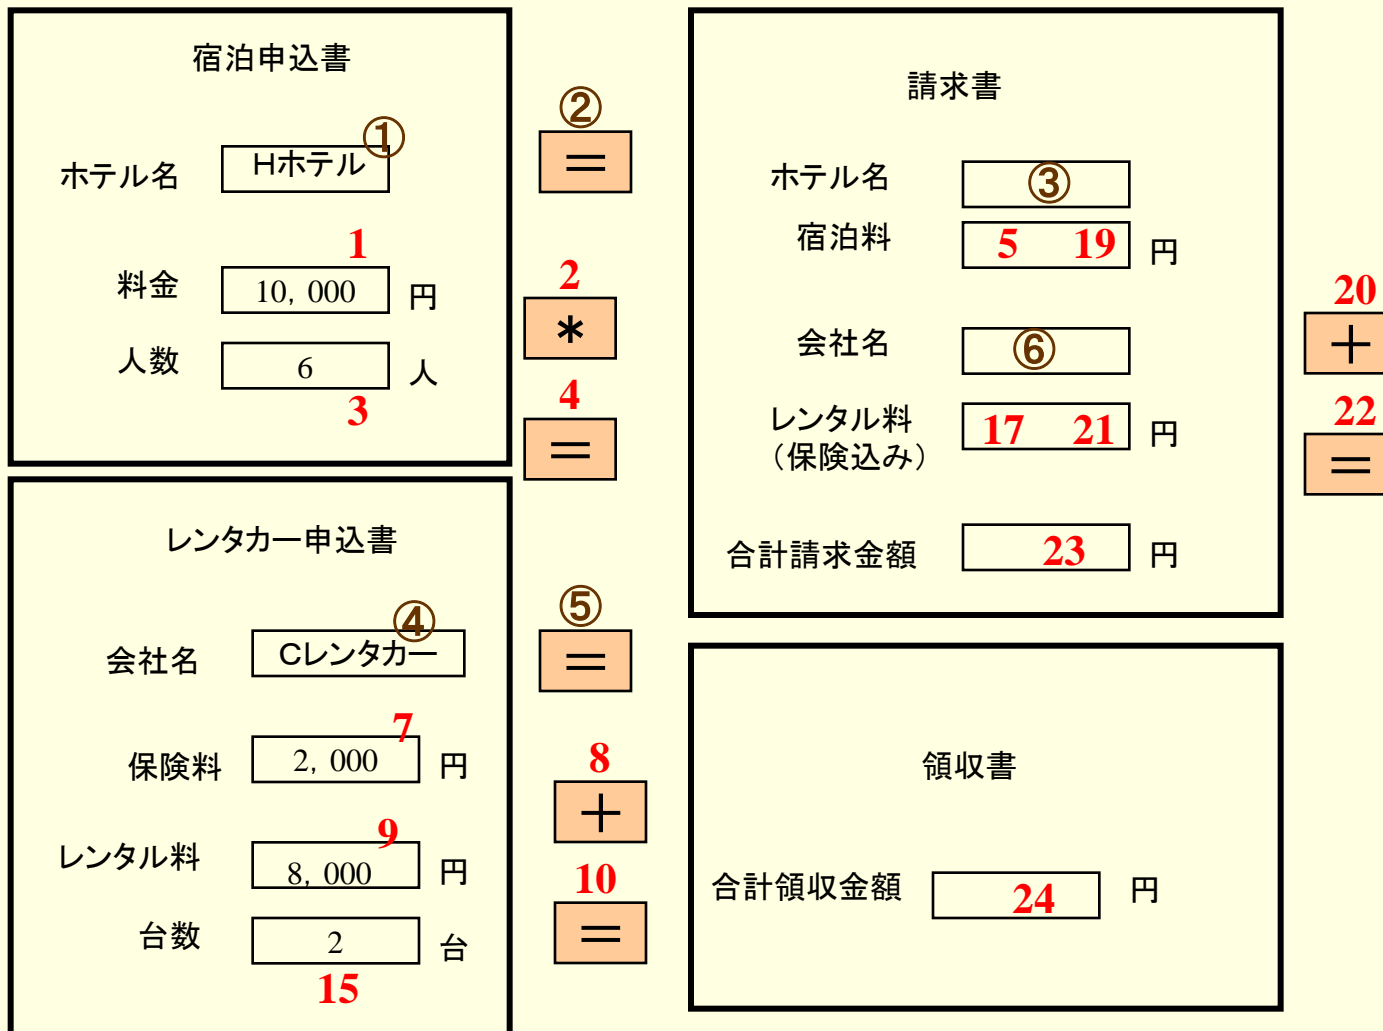 宿泊申込書
ホテル名 Hホテル ①
②
=
1
料金 10，000 円
人数 6 人
3
2
*
4
=
レンタカー申込書
④
会社名 Cレンタカー
⑤
=
7
保険料 2，000 円
8
+
9
レンタル料 8，000 円
10
=
台数 2 台
15
請求書
ホテル名 ③
宿泊料 5 19 円
会社名 ⑥
レンタル料 17 21 円
（保険込み）
合計請求金額 23 円
20
+
22
=
領収書
合計領収金額 24 円